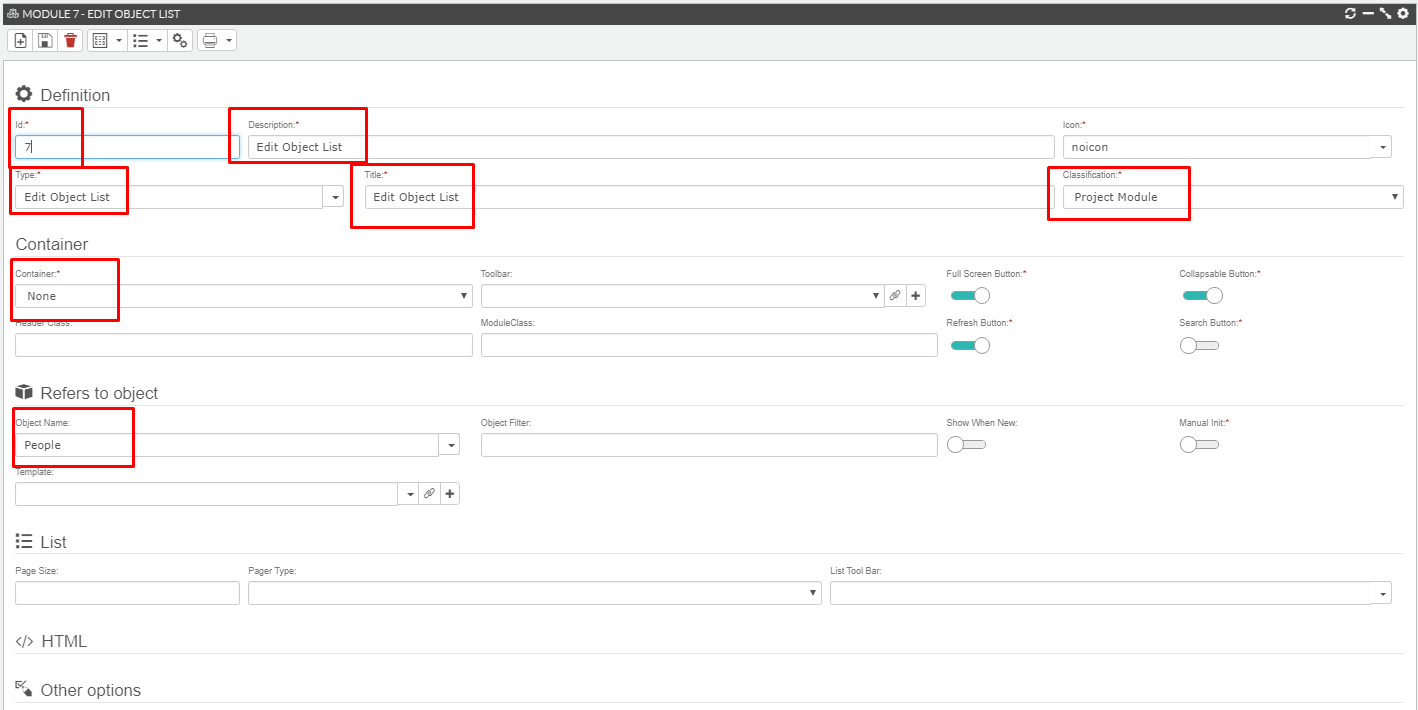 MODULE 7 - EDIT OBJECT LIST
Definition
Id:* Description:* Icon:*
7 Edit Object List noicon
Type:* Title:* Classification:*
Edit Object List Edit Object List Project Module
Container
Container:* Toolbar: Full Screen Button:* Collapsable Button:*
None
Header Class: ModuleClass: Refresh Button:* Search Button:*
Refers to object
Object Name: Object Filter: Show When New: Manual Init:*
People
Template:
List
Page Size: Pager Type: List Tool Bar:
</> HTML
Other options